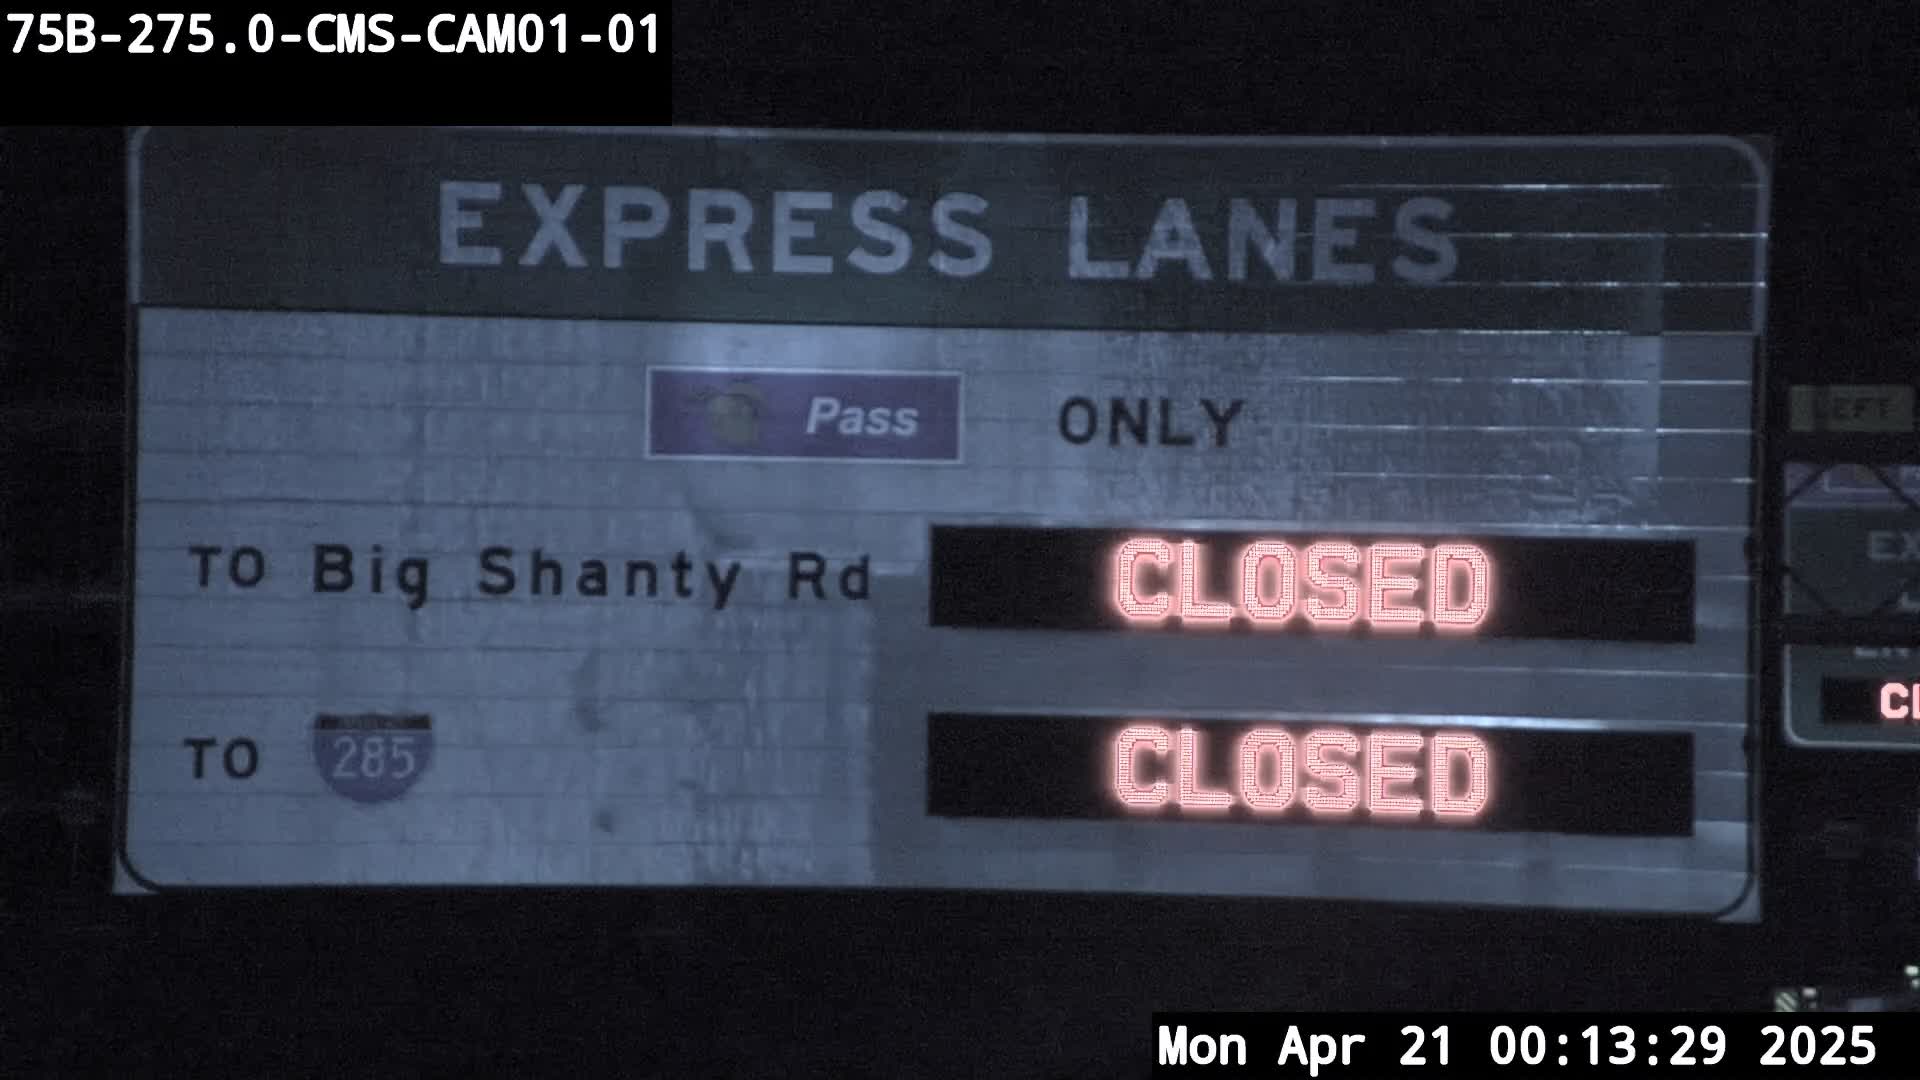 75B-275.0-CMS-CAM01-01
EXPRESS LANES
Pass ONLY
TO Big Shanty Rd CLOSED
TO 285 CLOSED
LEFT
Mon Apr 21 00:13:29 2025